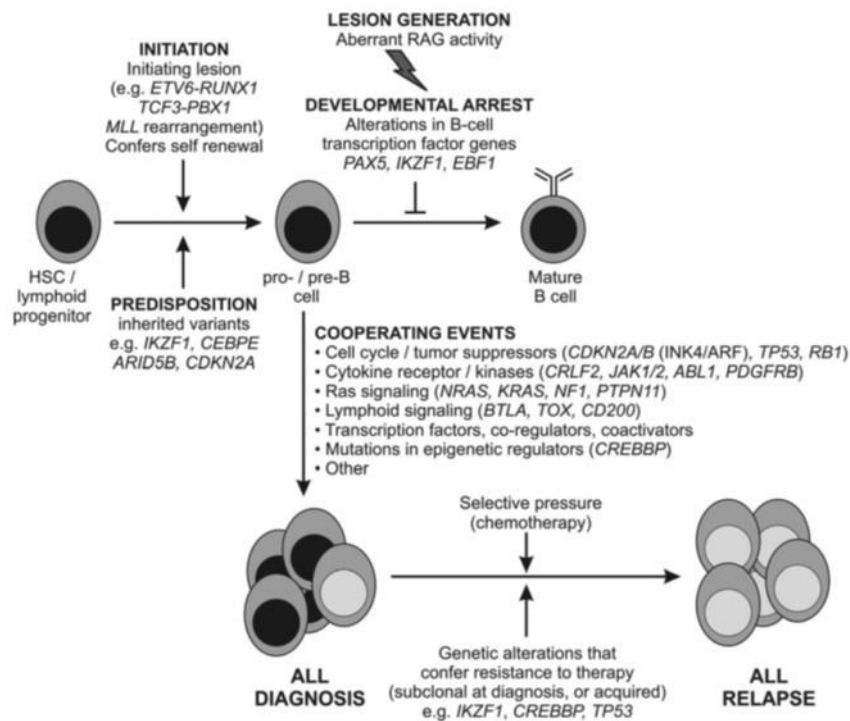 LESION GENERATION
Aberrant RAG activity
INITIATION
Initiating lesion
(e.g. ETV6-RUNX1
TCF3-PBX1
MLL rearrangement)
Confers self renewal
DEVELOPMENTAL ARREST
Alterations in B-cell
transcription factor genes
PAX5, IKZF1, EBF1
HSC /
lymphoid
progenitor
pro- / pre-B
cell
Mature
B cell
PREDISPOSITION
inherited variants
e.g. IKZF1, CEBPE
ARID5B, CDKN2A
COOPERATING EVENTS
• Cell cycle / tumor suppressors (CDKN2A/B (INK4/ARF), TP53, RB1)
• Cytokine receptor / kinases (CRLF2, JAK1/2, ABL1, PDGFRB)
• Ras signaling (NRAS, KRAS, NF1, PTPN11)
• Lymphoid signaling (BTLA, TOX, CD200)
• Transcription factors, co-regulators, coactivators
• Mutations in epigenetic regulators (CREBBP)
• Other
Selective pressure
(chemotherapy)
Genetic alterations that
confer resistance to therapy
(subclonal at diagnosis, or acquired)
e.g. IKZF1, CREBBP, TP53
ALL
DIAGNOSIS
ALL
RELAPSE